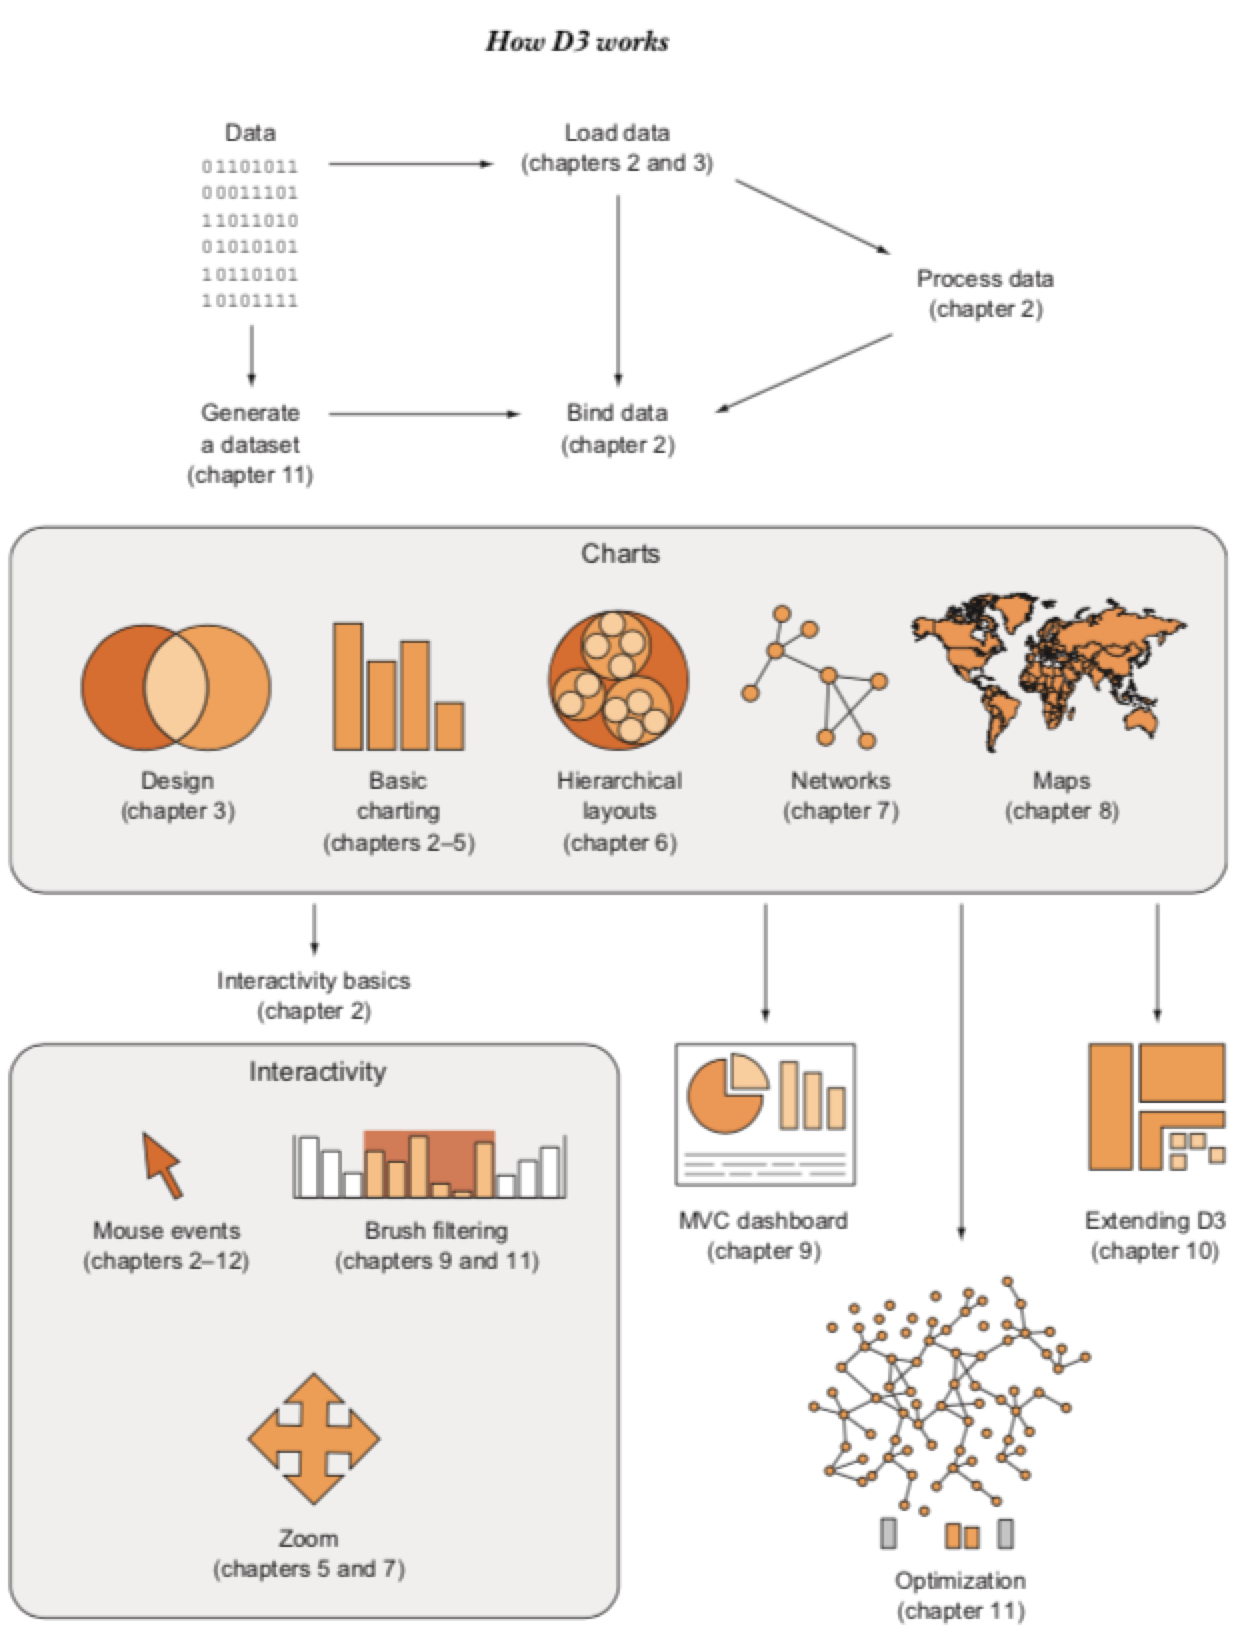 How D3 works
Data
01101011
00011101
11011010
01010101
10110101
10101111
Load data
(chapters 2 and 3)
Process data
(chapter 2)
Generate
a dataset
(chapter 11)
Bind data
(chapter 2)
Charts
Design
(chapter 3)
Basic
charting
(chapters 2–5)
Hierarchical
layouts
(chapter 6)
Networks
(chapter 7)
Maps
(chapter 8)
Interactivity basics
(chapter 2)
Interactivity
Mouse events
(chapters 2–12)
Brush filtering
(chapters 9 and 11)
Zoom
(chapters 5 and 7)
MVC dashboard
(chapter 9)
Extending D3
(chapter 10)
Optimization
(chapter 11)